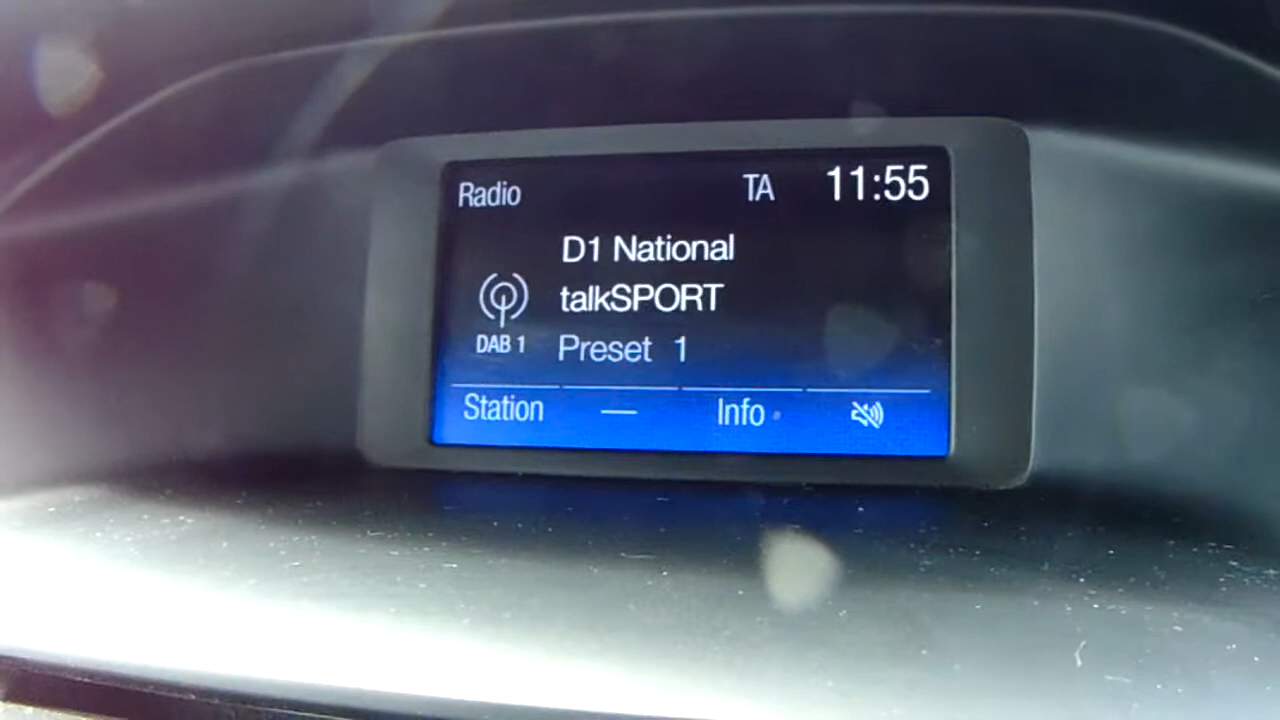 Radio TA 11:55
D1 National
talkSPORT
DAB 1 Preset 1
Station — Info